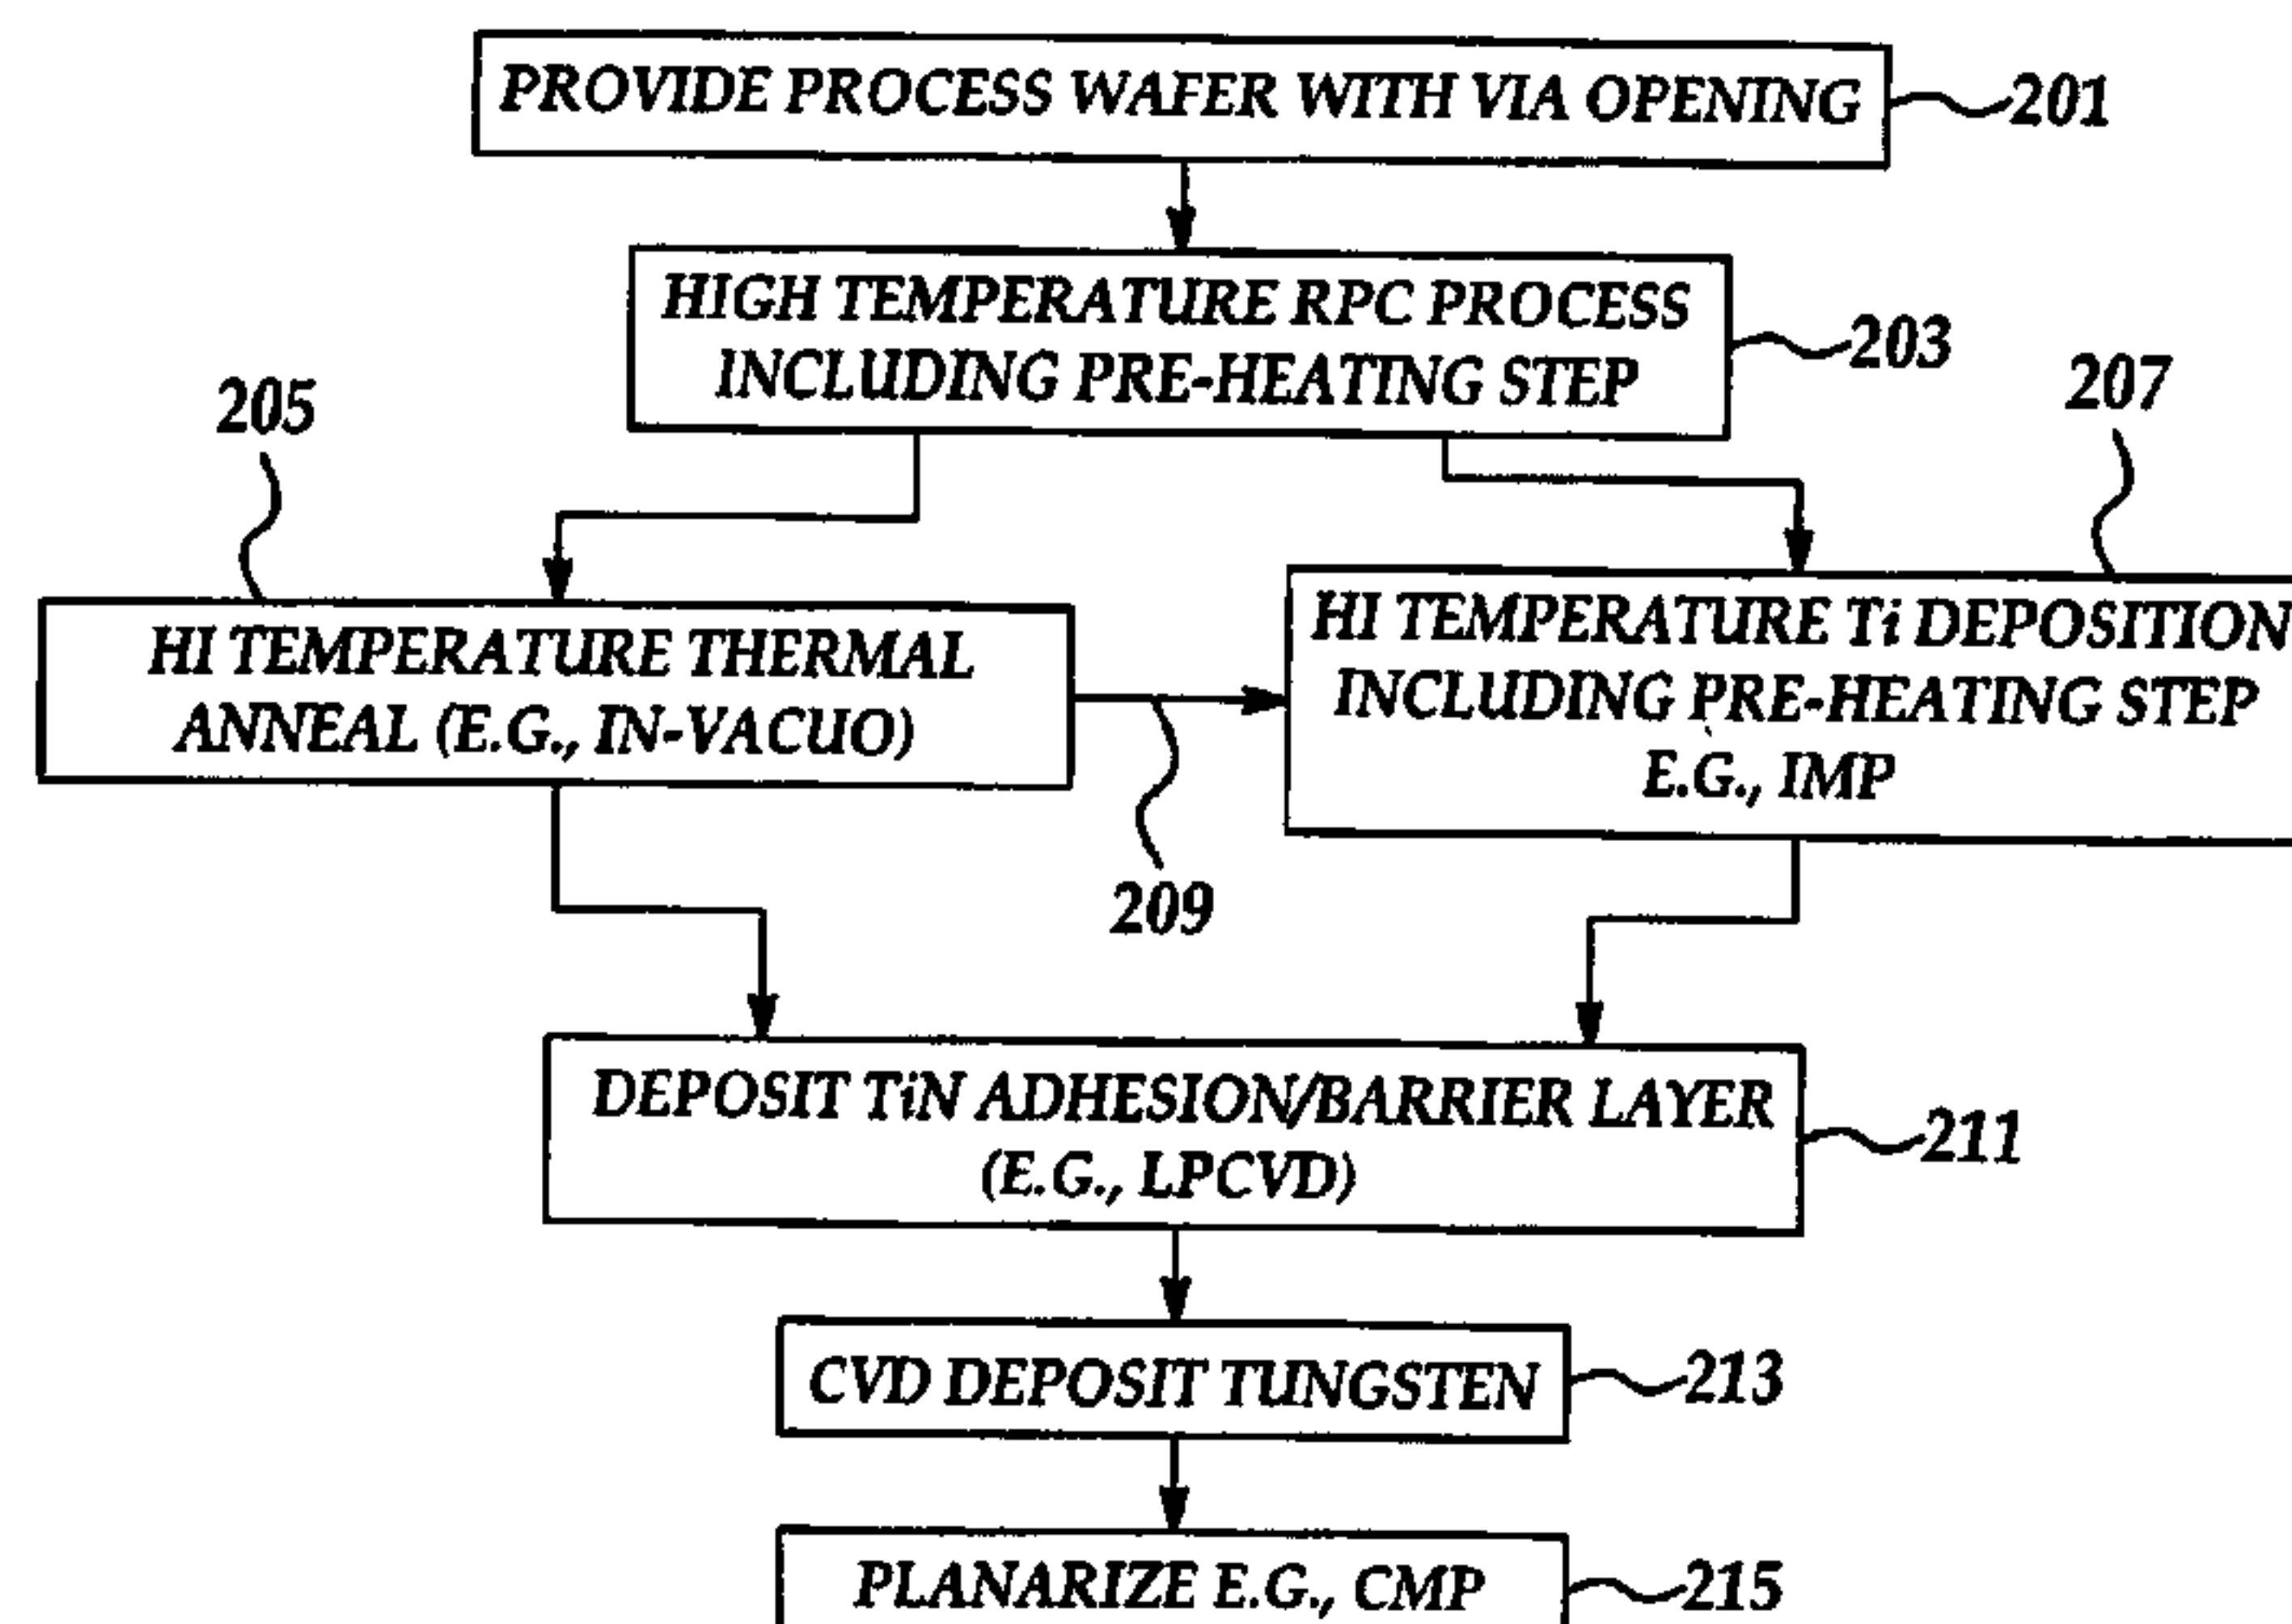 PROVIDE PROCESS WAFER WITH VIA OPENING
201
HIGH TEMPERATURE RPC PROCESS
INCLUDING PRE-HEATING STEP
203
205
207
HI TEMPERATURE THERMAL
ANNEAL (E.G., IN-VACUO)
HI TEMPERATURE Ti DEPOSITION
INCLUDING PRE-HEATING STEP
E.G., IMP
209
DEPOSIT TiN ADHESION/BARRIER LAYER
(E.G., LPCVD)
211
CVD DEPOSIT TUNGSTEN
213
PLANARIZE E.G., CMP
215